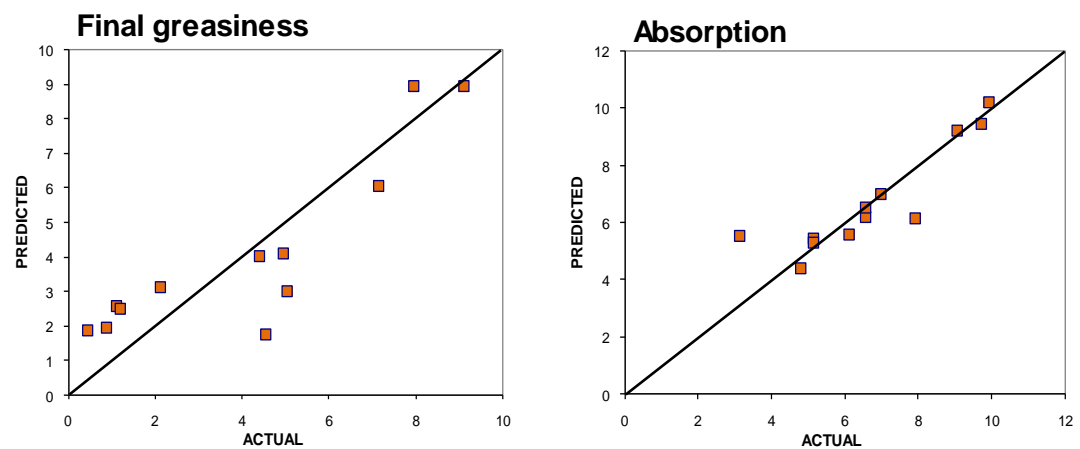 Final greasiness
10
9
8
7
6
5
4
3
2
1
0
PREDICTED
0 2 4 6 8 10
ACTUAL
Absorption
12
10
8
6
4
2
0
PREDICTED
0 2 4 6 8 10 12
ACTUAL